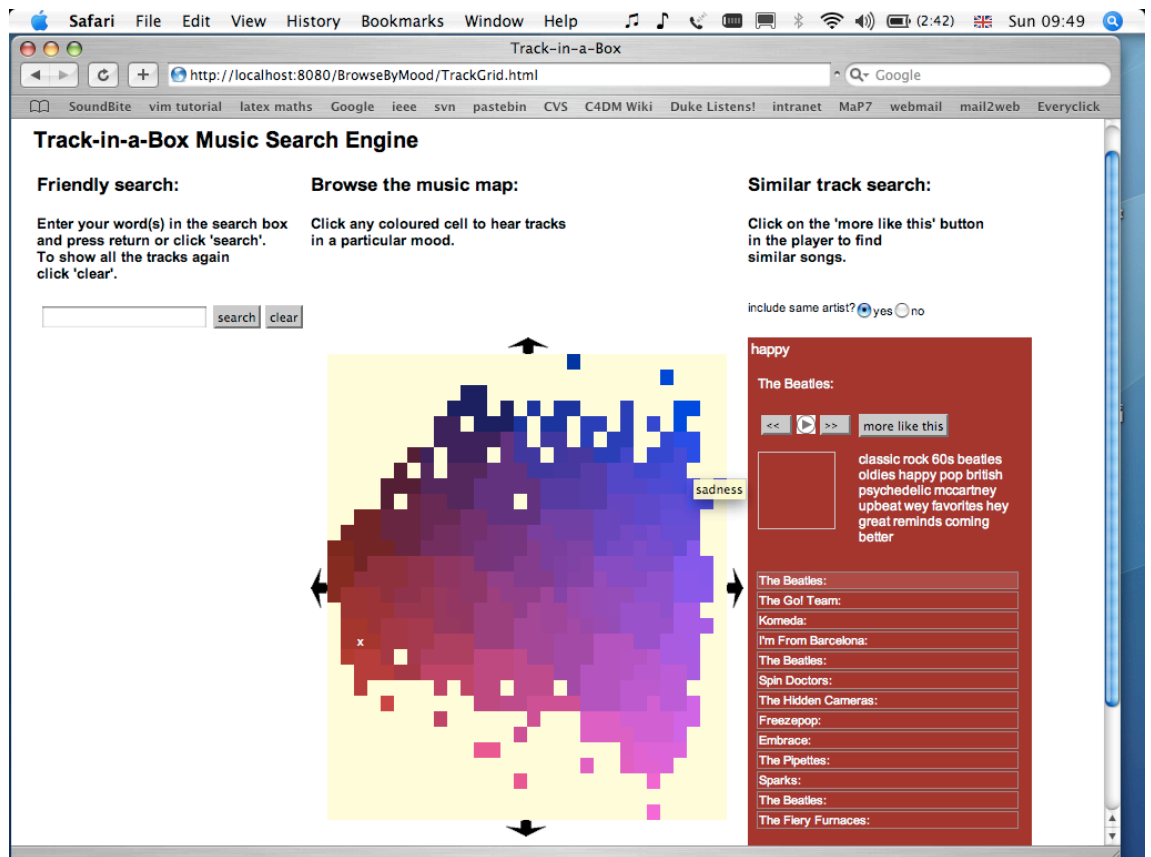 Safari File Edit View History Bookmarks Window Help (2:42) Sun 09:49
Track-in-a-Box
http://localhost:8080/BrowseByMood/TrackGrid.html
Google
SoundBite vim tutorial latex maths Google ieee svn pastebin CVS C4DM Wiki Duke Listens! intranet MaP7 webmail mail2web Everyclick
Track-in-a-Box Music Search Engine
Friendly search:
Enter your word(s) in the search box
and press return or click 'search'.
To show all the tracks again
click 'clear'.
search clear
Browse the music map:
Click any coloured cell to hear tracks
in a particular mood.
x
sadness
Similar track search:
Click on the 'more like this' button
in the player to find
similar songs.
include same artist? yes no
happy
The Beatles:
<< >> more like this
classic rock 60s beatles
oldies happy pop british
psychedelic mccartney
upbeat wey favorites hey
great reminds coming
better
The Beatles:
The Go! Team:
Komeda:
I'm From Barcelona:
The Beatles:
Spin Doctors:
The Hidden Cameras:
Freezepop:
Embrace:
The Pipettes:
Sparks:
The Beatles:
The Fiery Furnaces: